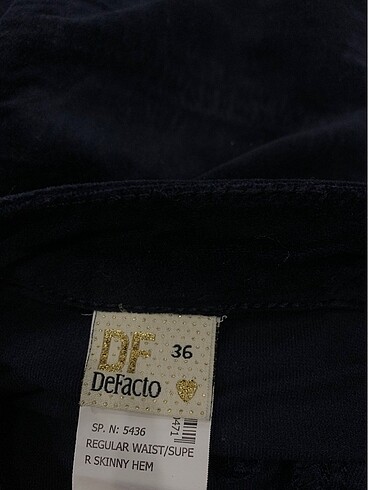 DF
36
DeFacto
SP. N: 5436
REGULAR WAIST/SUPE
R SKINNY HEM